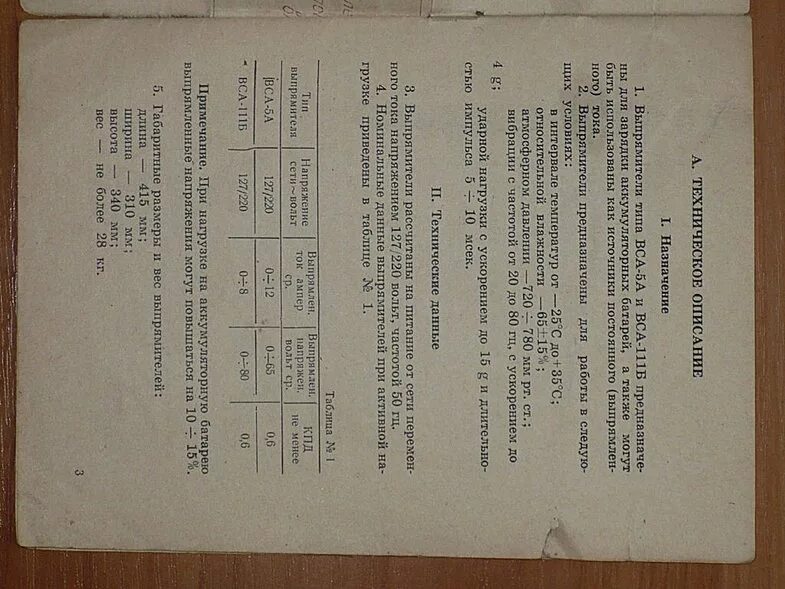 А. ТЕХНИЧЕСКОЕ ОПИСАНИЕ
I. Назначение
1. Выпрямители типа ВСА-5А и ВСА-111Б предназначе-
ны для зарядки аккумуляторных батарей, а также могут
быть использованы как источники постоянного (выпрямлен-
ного) тока.
2. Выпрямители предназначены для работы в следую-
щих условиях:
в интервале температур от —25°С до +35°С;
относительной влажности —65±15%;
атмосферном давлении —720÷780 мм рт. ст.;
вибрации с частотой от 20 до 80 гц, с ускорением до
4 g;
ударной нагрузки с ускорением до 15 g и длительно-
стью импульса 5 ÷ 10 мсек.
II. Технические данные
3. Выпрямители рассчитаны на питание от сети перемен-
ного тока напряжением 127/220 вольт, частотой 50 гц.
4. Номинальные данные выпрямителей при активной на-
грузке приведены в таблице № 1.
Таблица № 1
Тип выпрямителя | Напряжение сети~вольт | Выпрямлен. ток ампер ср. | Выпрямлен. напряжен. вольт ср. | КПД не менее
ВСА-5А | 127/220 | 0÷12 | 0÷65 | 0,6
ВСА-111Б | 127/220 | 0÷8 | 0÷80 | 0,6
Примечание. При нагрузке на аккумуляторную батарею
выпрямленные напряжения могут повышаться на 10 ÷ 15%.
5. Габаритные размеры и вес выпрямителей:
длина — 415 мм;
ширина — 310 мм;
высота — 340 мм;
вес — не более 28 кг.
3